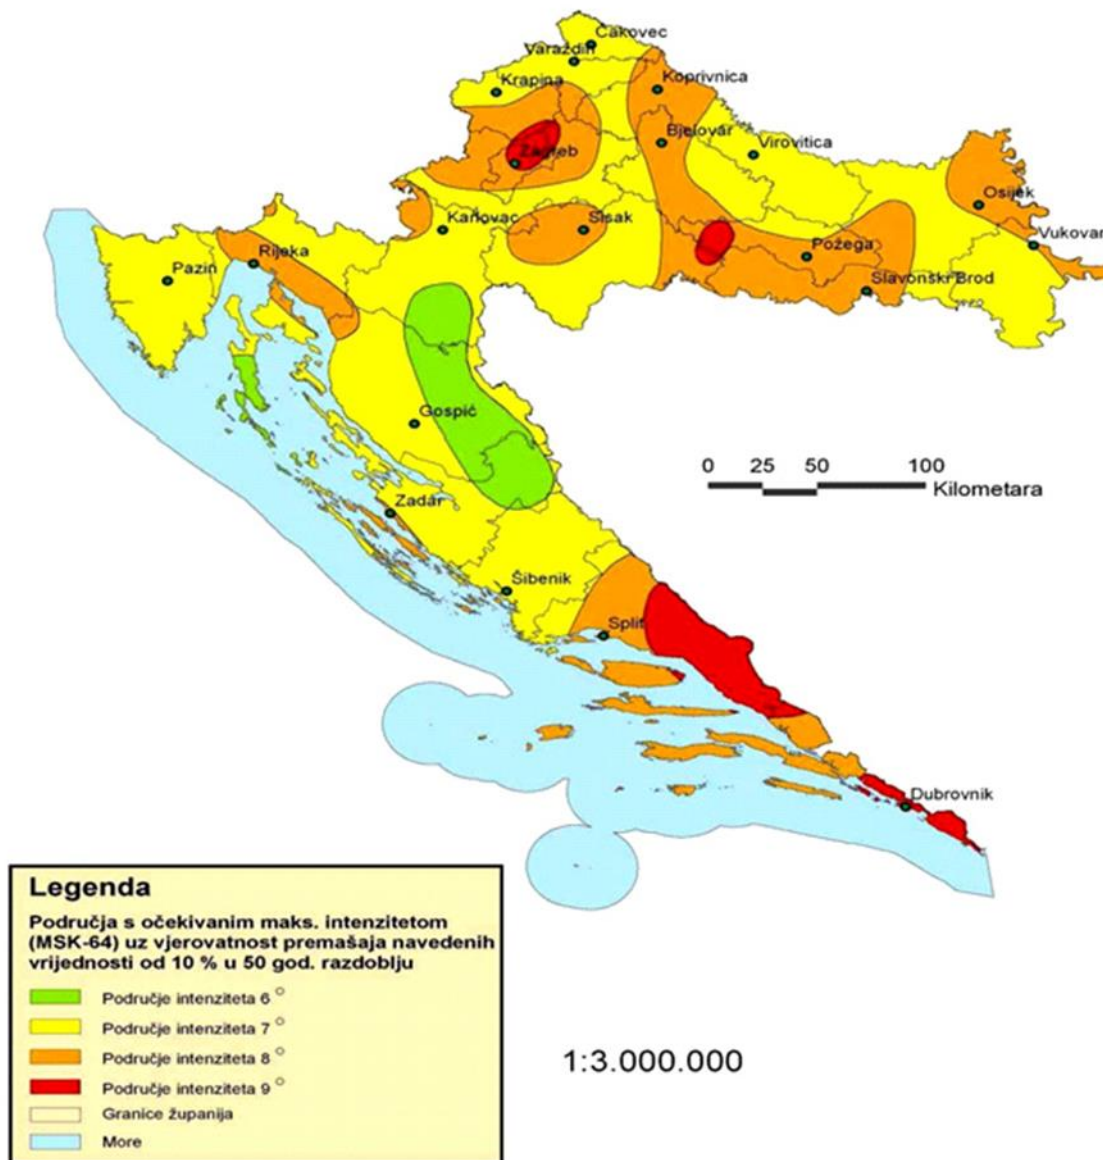 Čakovec
Varaždin
Krapina
Koprivnica
Bjelovar
Zagreb
Virovitica
Osijek
Karlovac
Sisak
Vukovar
Požega
Rijeka
Pazin
Slavonski Brod
Gospić
0 25 50 100
Kilometara
Zadar
Šibenik
Split
Dubrovnik
Legenda
Područja s očekivanim maks. intenzitetom
(MSK-64) uz vjerovatnost premašaja navedenih
vrijednosti od 10 % u 50 god. razdoblju
Područje intenziteta 6 °
Područje intenziteta 7 °
Područje intenziteta 8 °
Područje intenziteta 9 °
Granice županija
More
1:3.000.000